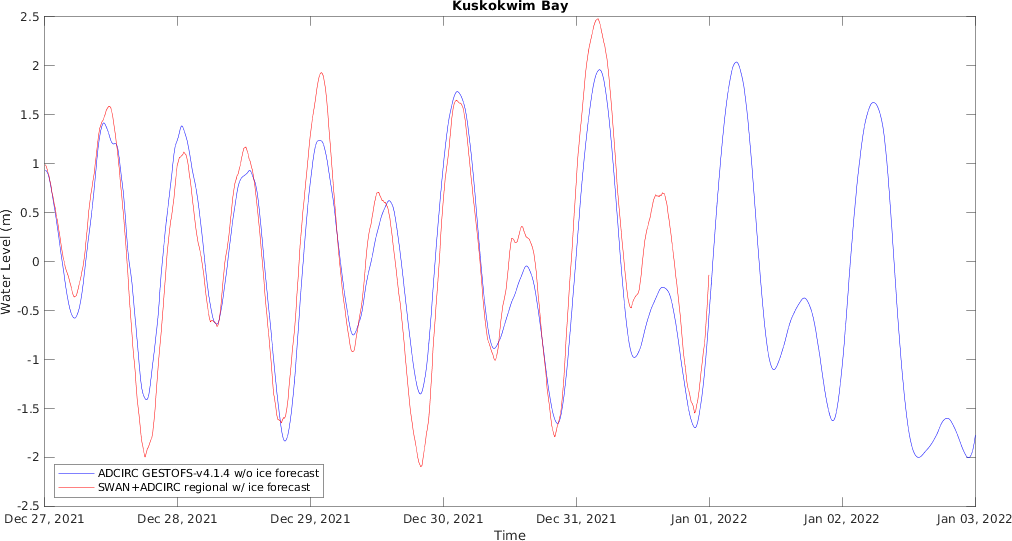 Kuskokwim Bay
2.5
2
1.5
1
0.5
0
-0.5
-1
-1.5
-2
-2.5
Water Level (m)
ADCIRC GESTOFS-v4.1.4 w/o ice forecast
SWAN+ADCIRC regional w/ ice forecast
Dec 27, 2021 Dec 28, 2021 Dec 29, 2021 Dec 30, 2021 Dec 31, 2021 Jan 01, 2022 Jan 02, 2022 Jan 03, 2022
Time